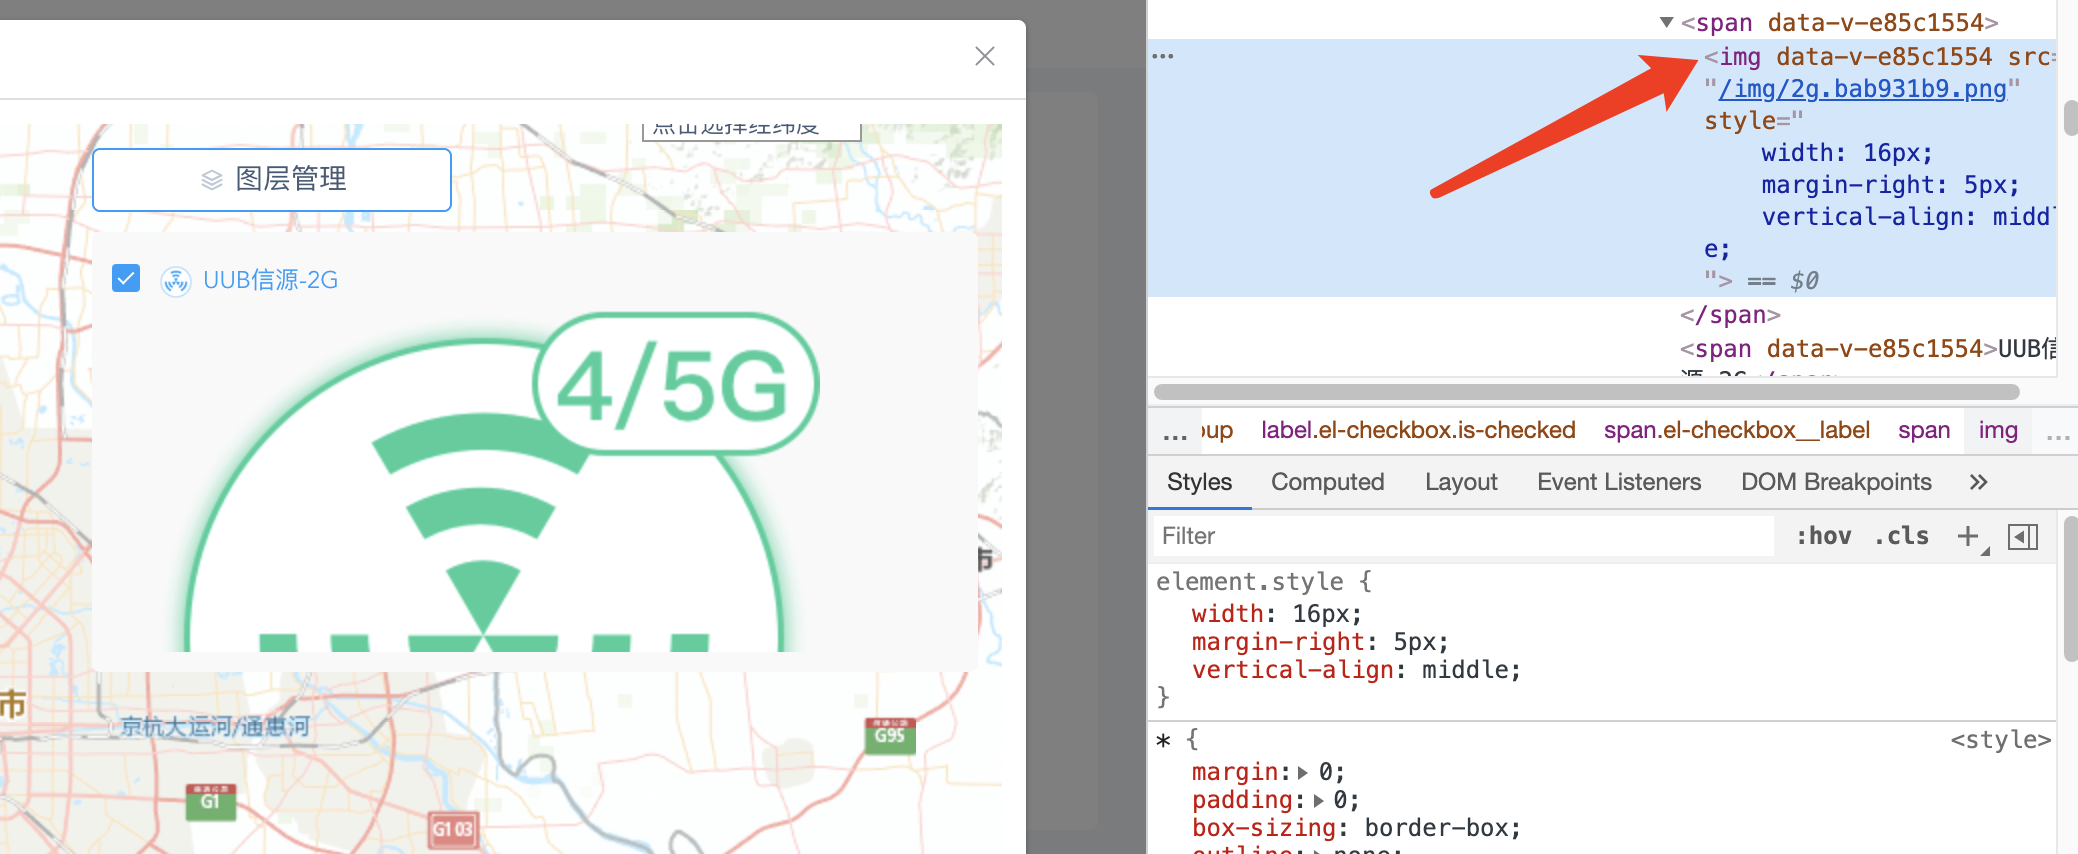 点击选择经纬度
图层管理
UUB信源-2G
4/5G
市
市
京杭大运河/通惠河
G95
G1
G103
<span data-v-e85c1554>
...
<img data-v-e85c1554 src=
"/img/2g.bab931b9.png"
style="
width: 16px;
margin-right: 5px;
vertical-align: middl
e;
"> == $0
</span>
<span data-v-e85c1554>UUB信
源-2G</span>
... oup label.el-checkbox.is-checked span.el-checkbox__label span img ...
Styles Computed Layout Event Listeners DOM Breakpoints »
Filter :hov .cls +
element.style {
width: 16px;
margin-right: 5px;
vertical-align: middle;
}
* { <style>
margin:▸ 0;
padding:▸ 0;
box-sizing: border-box;
outline:▸ none;